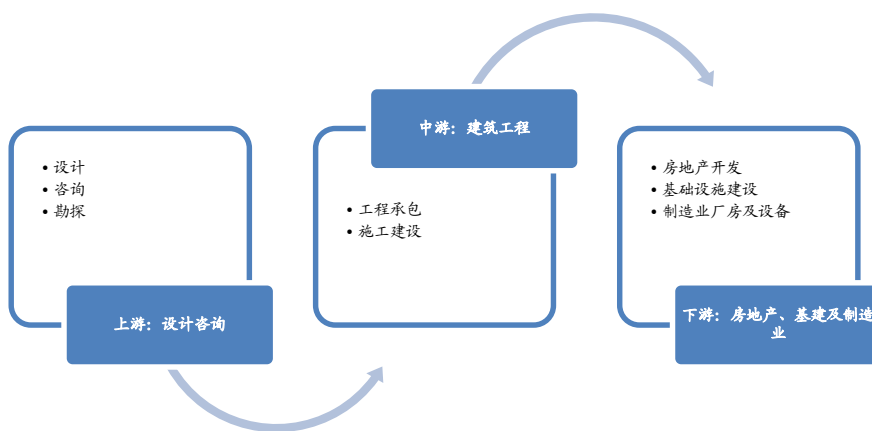 • 设计
• 咨询
• 勘探
上游：设计咨询
中游：建筑工程
• 工程承包
• 施工建设
• 房地产开发
• 基础设施建设
• 制造业厂房及设备
下游：房地产、基建及制造
业